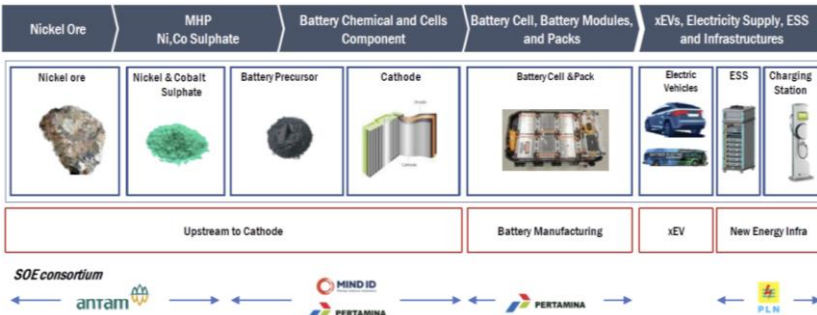 Nickel Ore
MHP
Ni,Co Sulphate
Battery Chemical and Cells
Component
Battery Cell, Battery Modules,
and Packs
xEVs, Electricity Supply, ESS
and Infrastructures
Nickel ore
Nickel & Cobalt
Sulphate
Battery Precursor
Cathode
Cathode
Battery Cell & Pack
Electric
Vehicles
ESS
Charging
Station
Upstream to Cathode
Battery Manufacturing
xEV
New Energy Infra
SOE consortium
antam
MIND ID
PERTAMINA
PERTAMINA
PLN